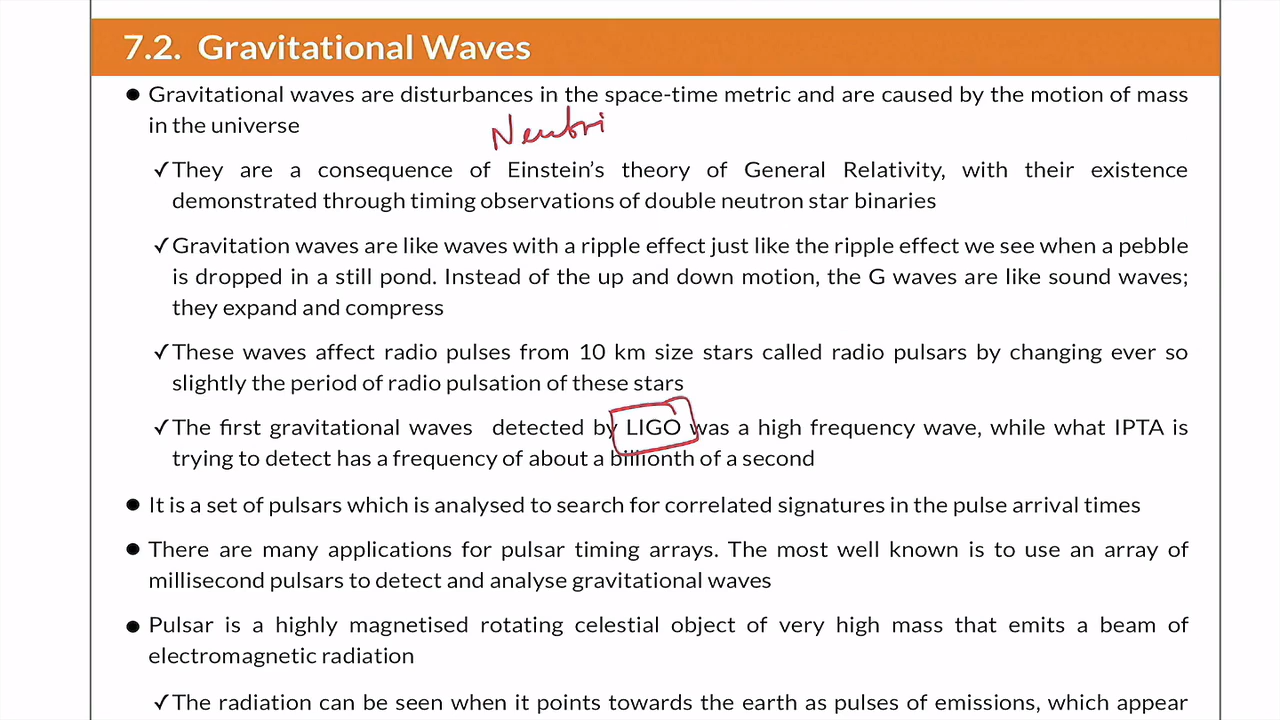 7.2. Gravitational Waves
● Gravitational waves are disturbances in the space-time metric and are caused by the motion of mass
in the universe
Neutri
✓They are a consequence of Einstein's theory of General Relativity, with their existence
demonstrated through timing observations of double neutron star binaries
✓Gravitation waves are like waves with a ripple effect just like the ripple effect we see when a pebble
is dropped in a still pond. Instead of the up and down motion, the G waves are like sound waves;
they expand and compress
✓These waves affect radio pulses from 10 km size stars called radio pulsars by changing ever so
slightly the period of radio pulsation of these stars
✓The first gravitational waves detected by LIGO was a high frequency wave, while what IPTA is
trying to detect has a frequency of about a billionth of a second
● It is a set of pulsars which is analysed to search for correlated signatures in the pulse arrival times
● There are many applications for pulsar timing arrays. The most well known is to use an array of
millisecond pulsars to detect and analyse gravitational waves
● Pulsar is a highly magnetised rotating celestial object of very high mass that emits a beam of
electromagnetic radiation
✓The radiation can be seen when it points towards the earth as pulses of emissions, which appear